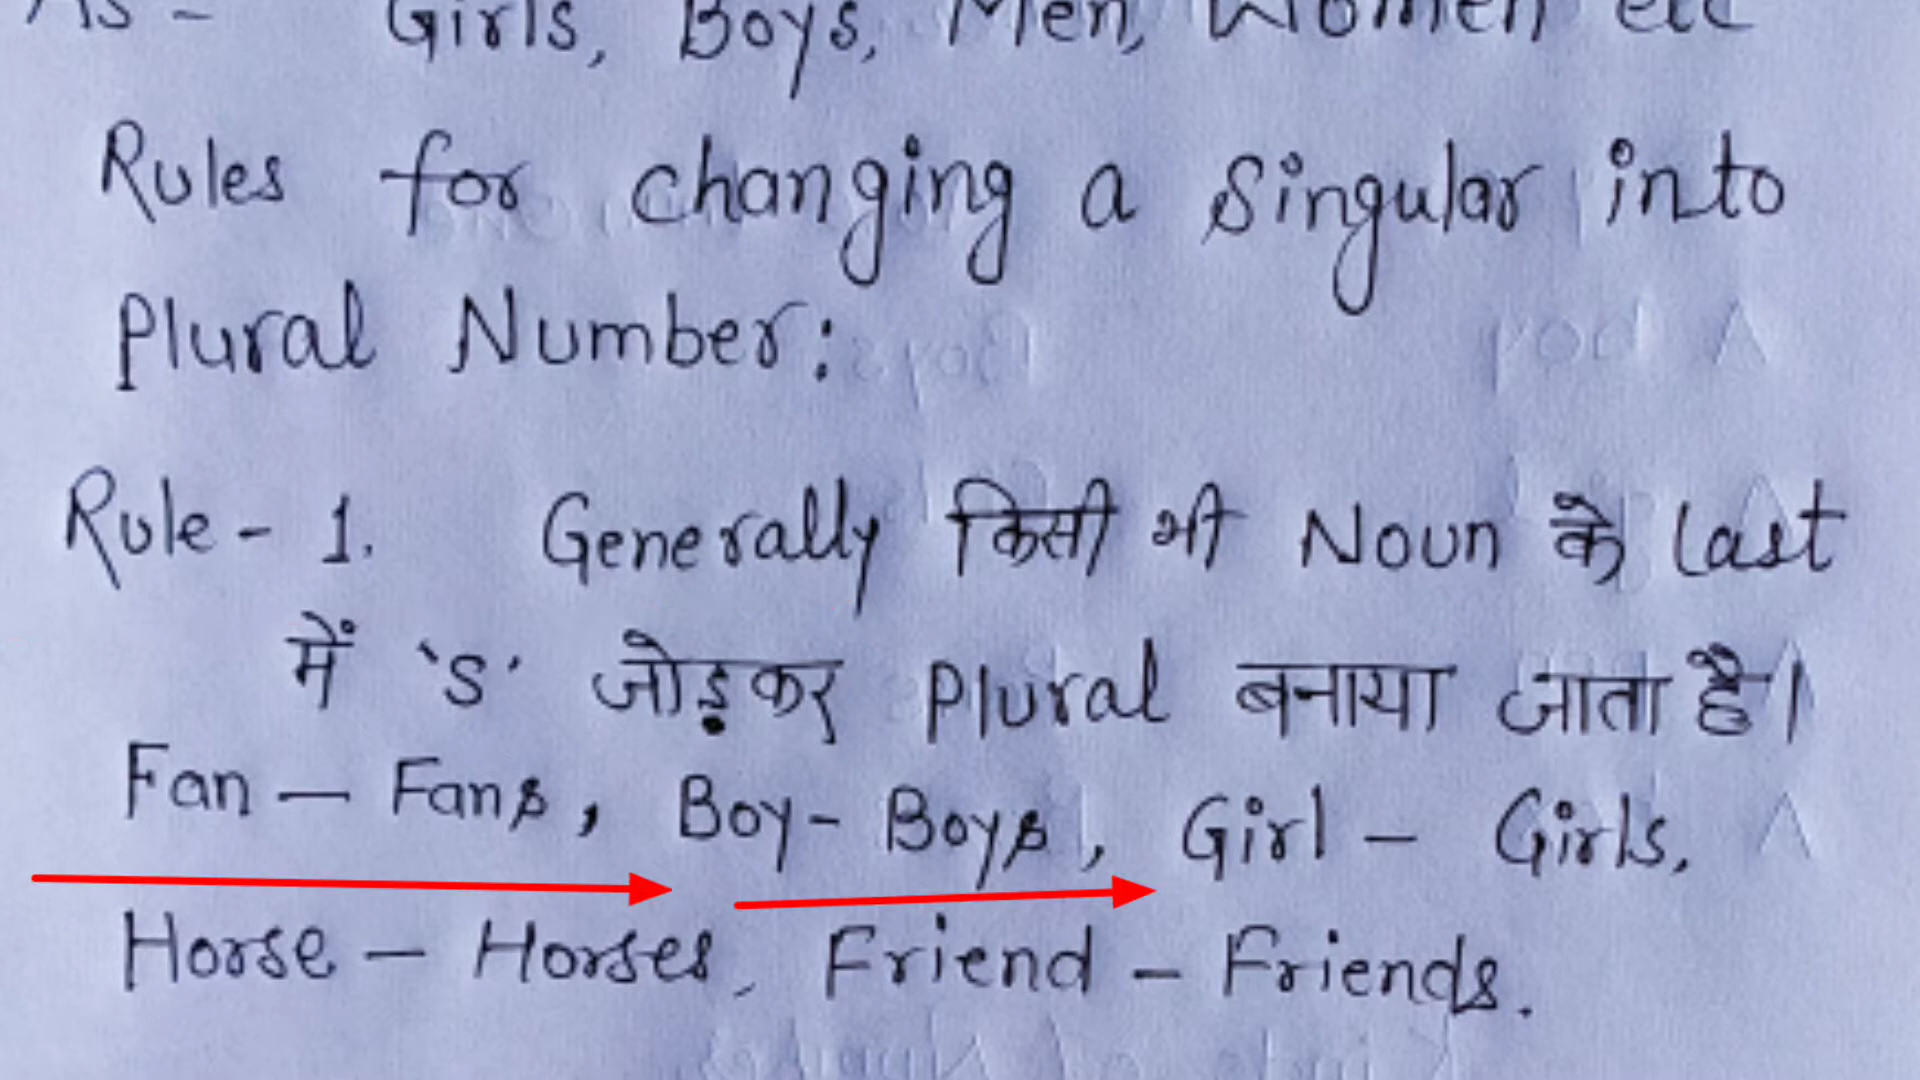 As - Girls, Boys, Men, Women etc
Rules for changing a Singular into
Plural Number:
Rule - 1. Generally किसी भी Noun के Last
में 's' जोड़कर Plural बनाया जाता है।
Fan — Fans, Boy - Boys, Girl - Girls,
Horse - Horses, Friend - Friends.